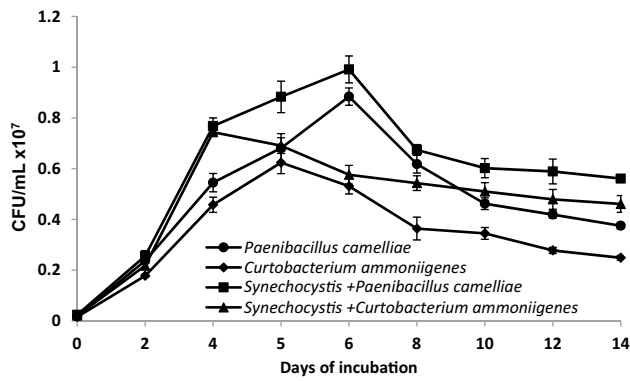 1.2
1
0.8
0.6
0.4
0.2
0
CFU/mL x10⁷
Paenibacillus camelliae
Curtobacterium ammoniigenes
Synechocystis +Paenibacillus camelliae
Synechocystis +Curtobacterium ammoniigenes
0 2 4 5 6 8 10 12 14
Days of incubation